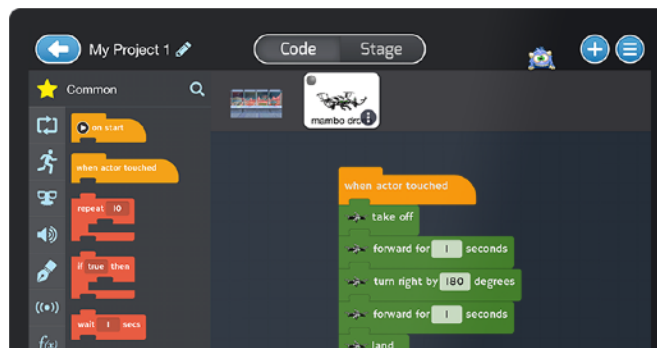 My Project 1
Code Stage
Common
mambo dro
on start
when actor touched
repeat 10
if true then
wait 1 secs
((•))
f(x)
when actor touched
take off
forward for 1 seconds
turn right by 180 degrees
forward for 1 seconds
land